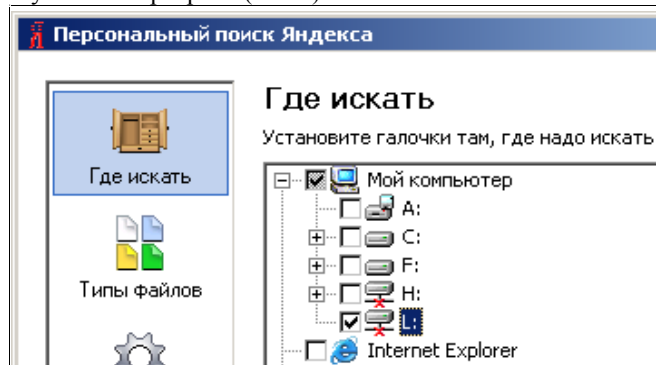 Персональный поиск Яндекса
Где искать
Установите галочки там, где надо искать
Где искать
Типы файлов
Мой компьютер
A:
C:
F:
H:
L:
Internet Explorer